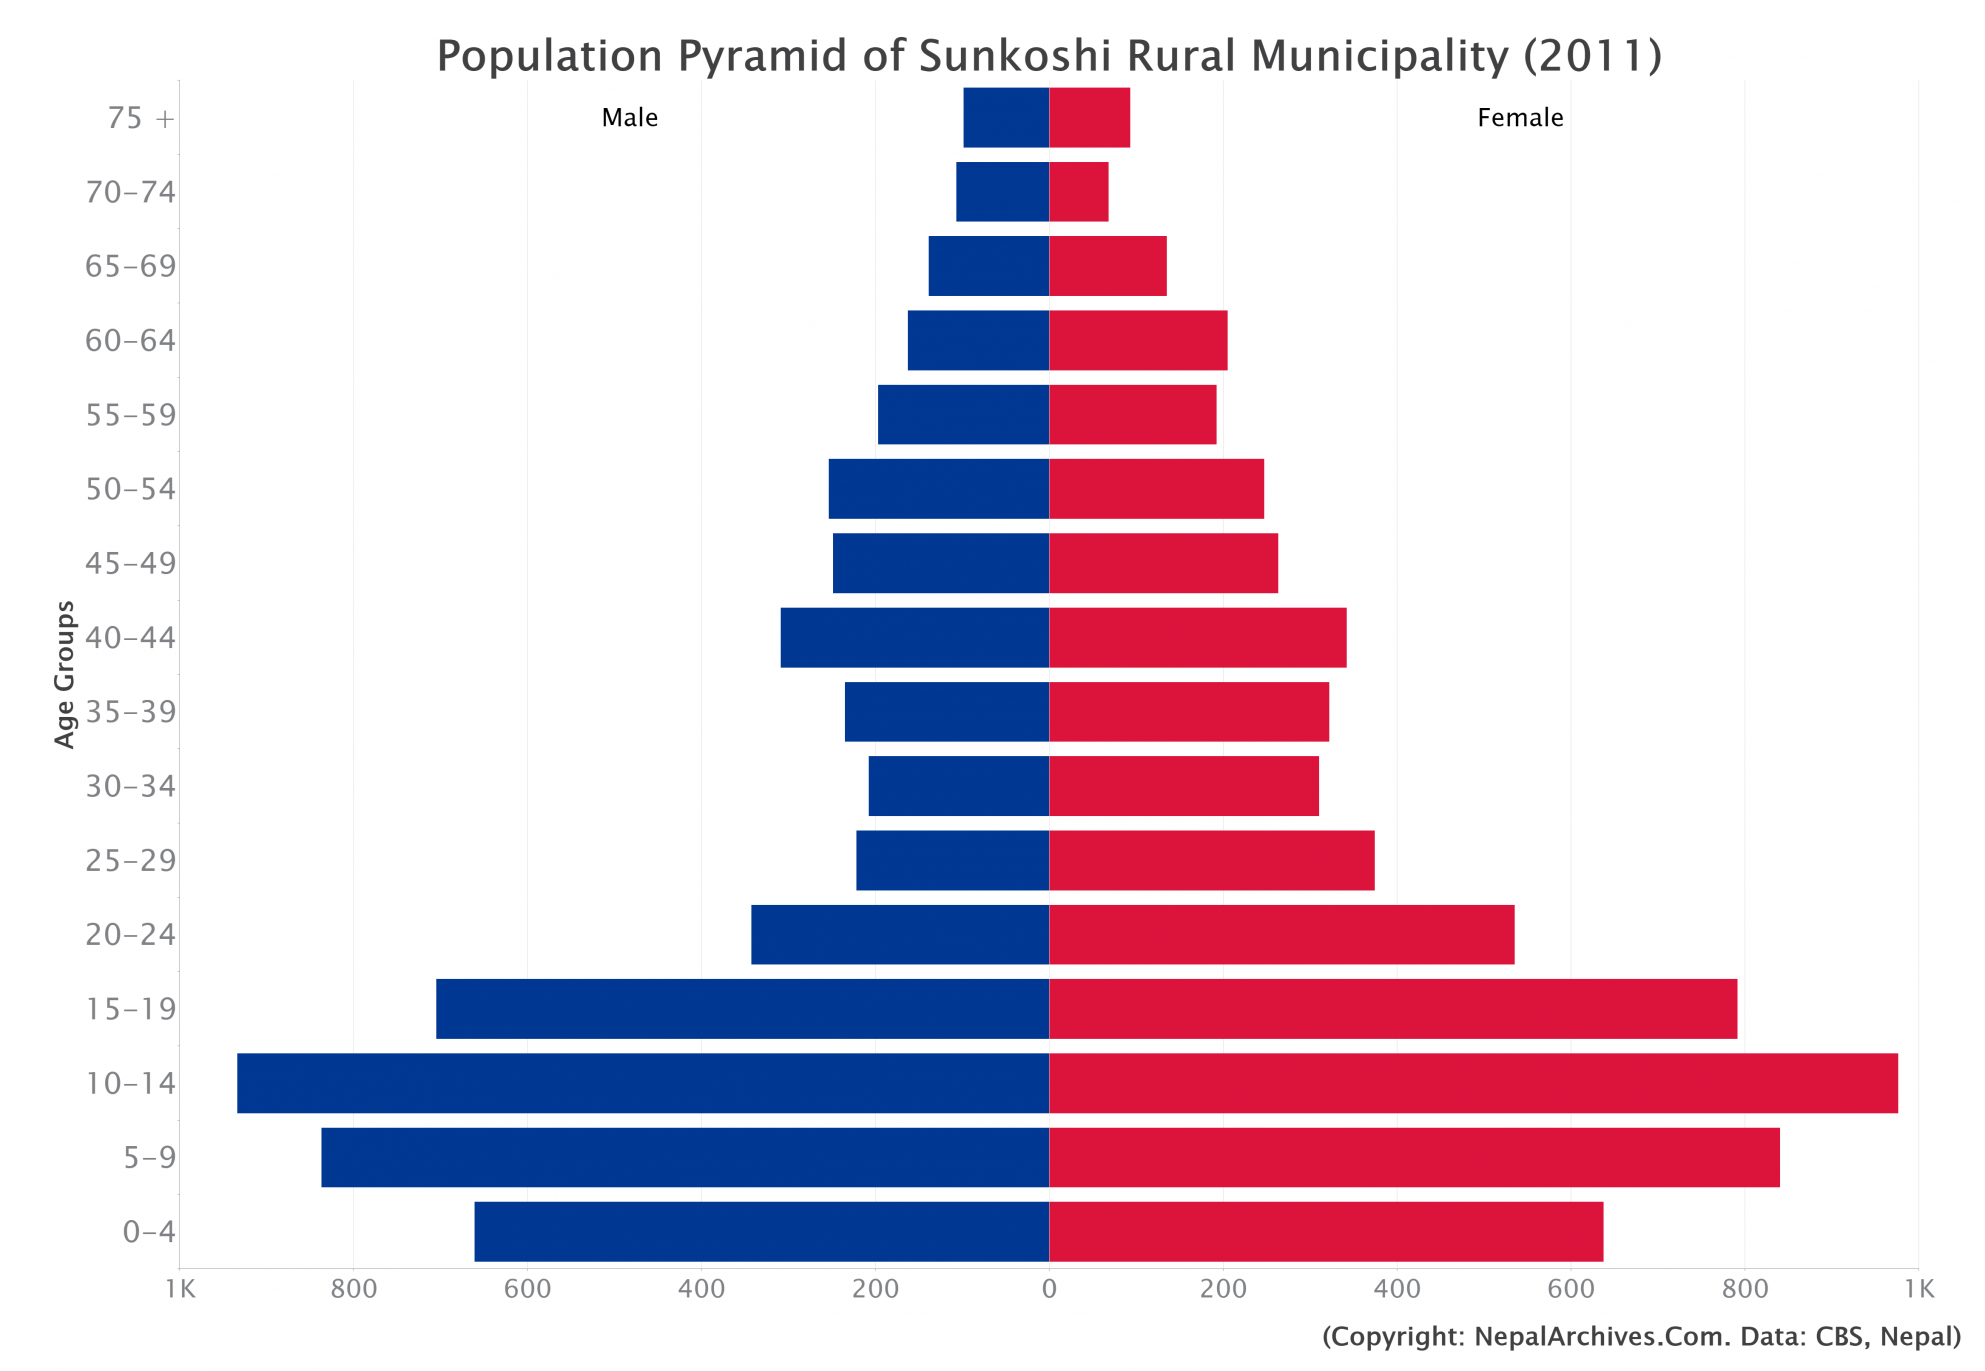 Population Pyramid of Sunkoshi Rural Municipality (2011)
Male
Female
75 +
70–74
65–69
60–64
55–59
50–54
45–49
40–44
35–39
30–34
25–29
20–24
15–19
10–14
5–9
0–4
Age Groups
1K 800 600 400 200 0 200 400 600 800 1K
(Copyright: NepalArchives.Com. Data: CBS, Nepal)